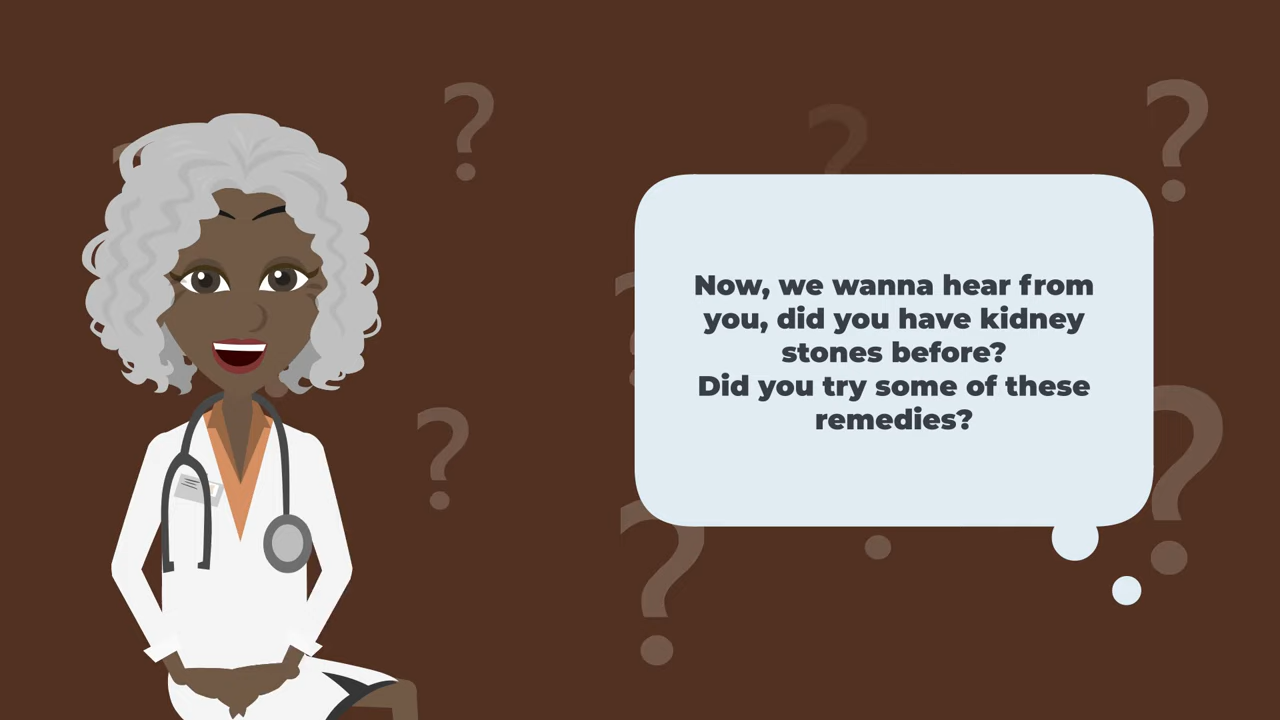 Now, we wanna hear from
you, did you have kidney
stones before?
Did you try some of these
remedies?